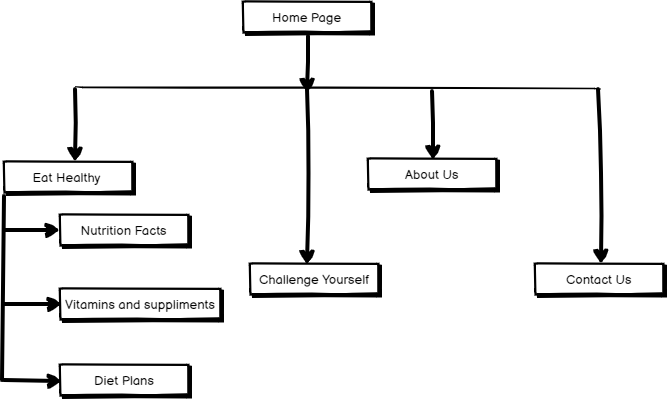 Home Page
Eat Healthy
About Us
Nutrition Facts
Challenge Yourself
Contact Us
Vitamins and suppliments
Diet Plans